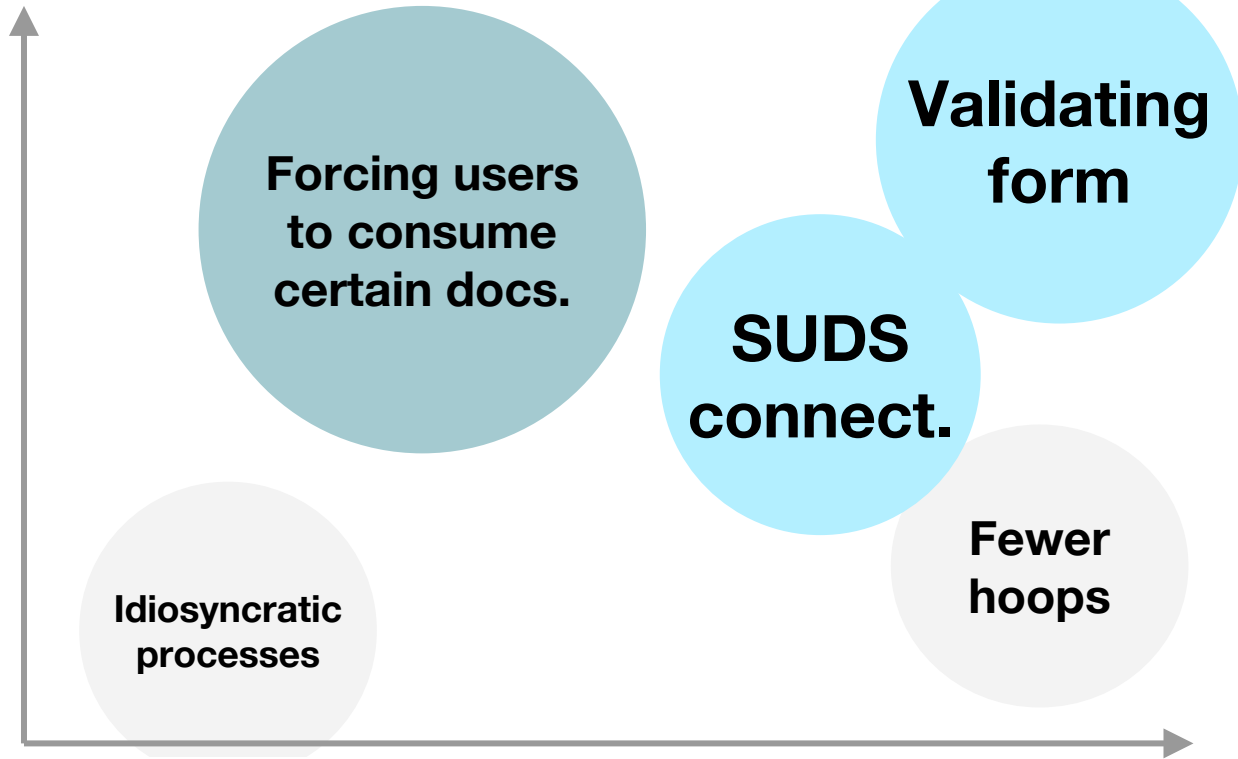 Forcing users
to consume
certain docs.
Validating
form
SUDS
connect.
Fewer
hoops
Idiosyncratic
processes